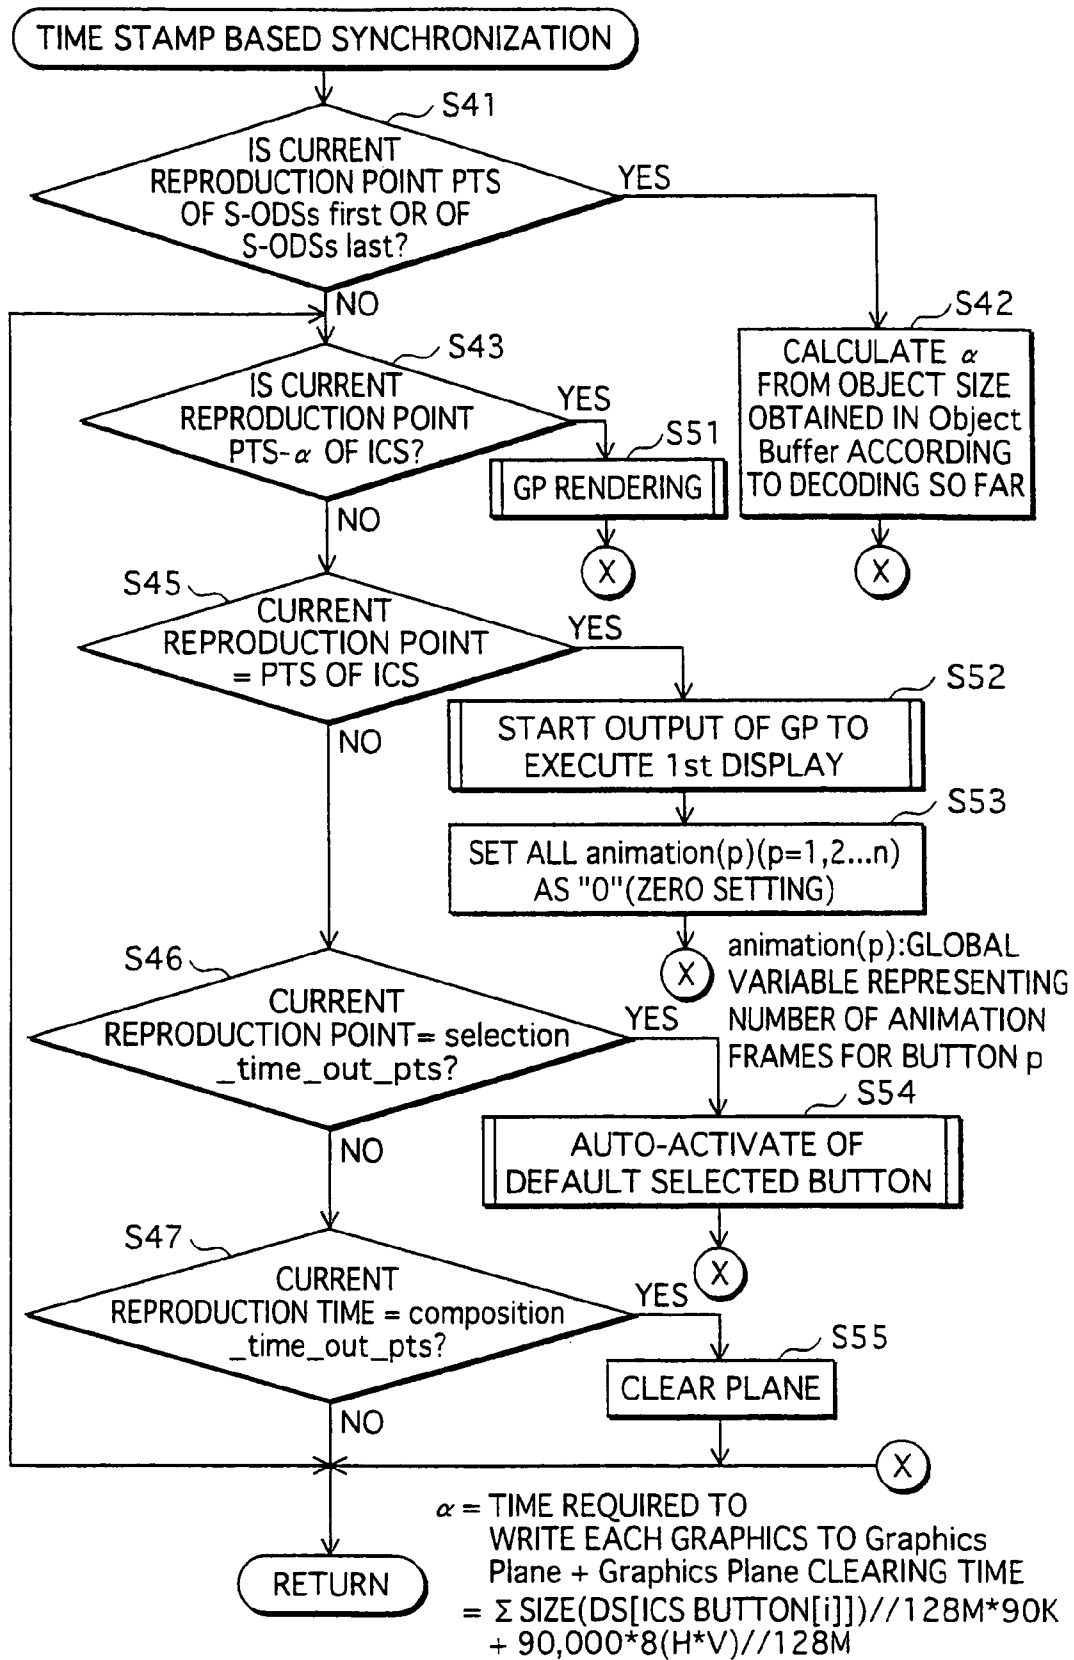 TIME STAMP BASED SYNCHRONIZATION
S41
IS CURRENT
REPRODUCTION POINT PTS
OF S-ODSs first OR OF
S-ODSs last?
YES
NO
S42
CALCULATE α
FROM OBJECT SIZE
OBTAINED IN Object
Buffer ACCORDING
TO DECODING SO FAR
X
S43
IS CURRENT
REPRODUCTION POINT
PTS-α OF ICS?
YES
NO
S51
GP RENDERING
X
S45
CURRENT
REPRODUCTION POINT
= PTS OF ICS
YES
NO
S52
START OUTPUT OF GP TO
EXECUTE 1st DISPLAY
S53
SET ALL animation(p)(p=1,2...n)
AS "0"(ZERO SETTING)
X
animation(p):GLOBAL
VARIABLE REPRESENTING
NUMBER OF ANIMATION
FRAMES FOR BUTTON p
S46
CURRENT
REPRODUCTION POINT= selection
_time_out_pts?
YES
NO
S54
AUTO-ACTIVATE OF
DEFAULT SELECTED BUTTON
X
S47
CURRENT
REPRODUCTION TIME = composition
_time_out_pts?
YES
NO
S55
CLEAR PLANE
X
RETURN
α = TIME REQUIRED TO
WRITE EACH GRAPHICS TO Graphics
Plane + Graphics Plane CLEARING TIME
= Σ SIZE(DS[ICS BUTTON[i]])//128M*90K
+ 90,000*8(H*V)//128M